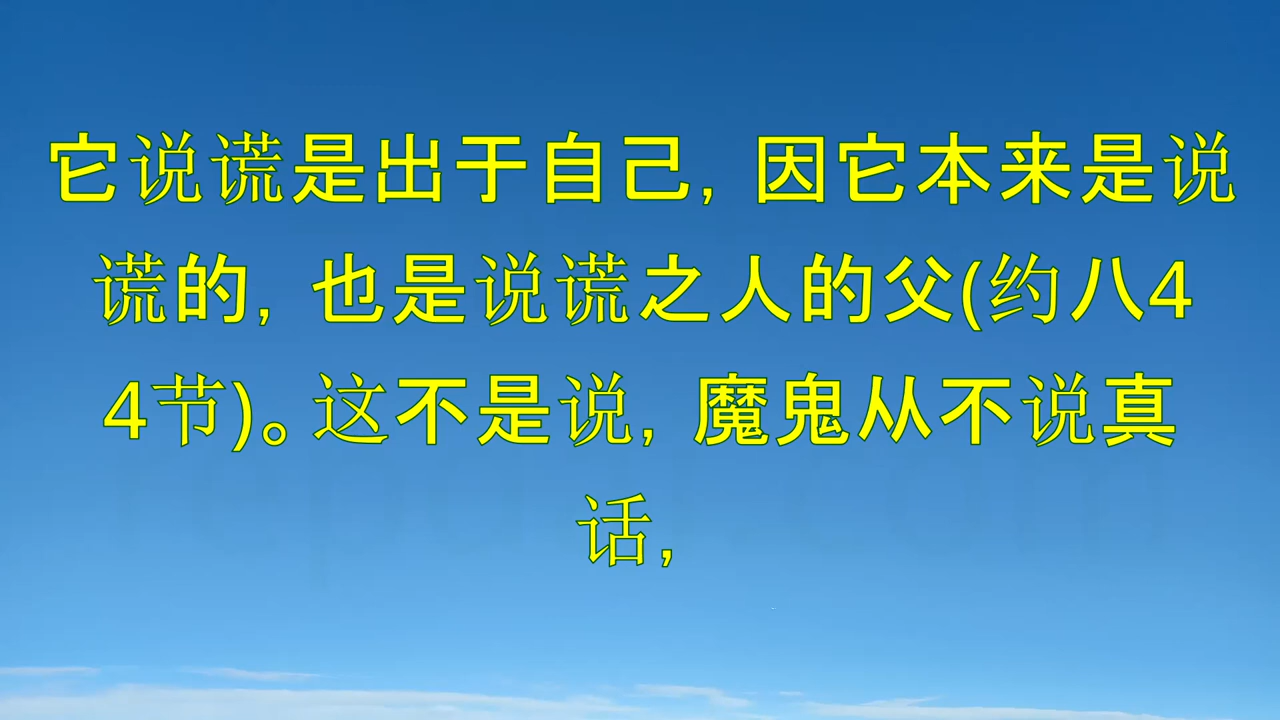 它说谎是出于自己, 因它本来是说
谎的, 也是说谎之人的父(约八4
4节)。这不是说, 魔鬼从不说真
话,